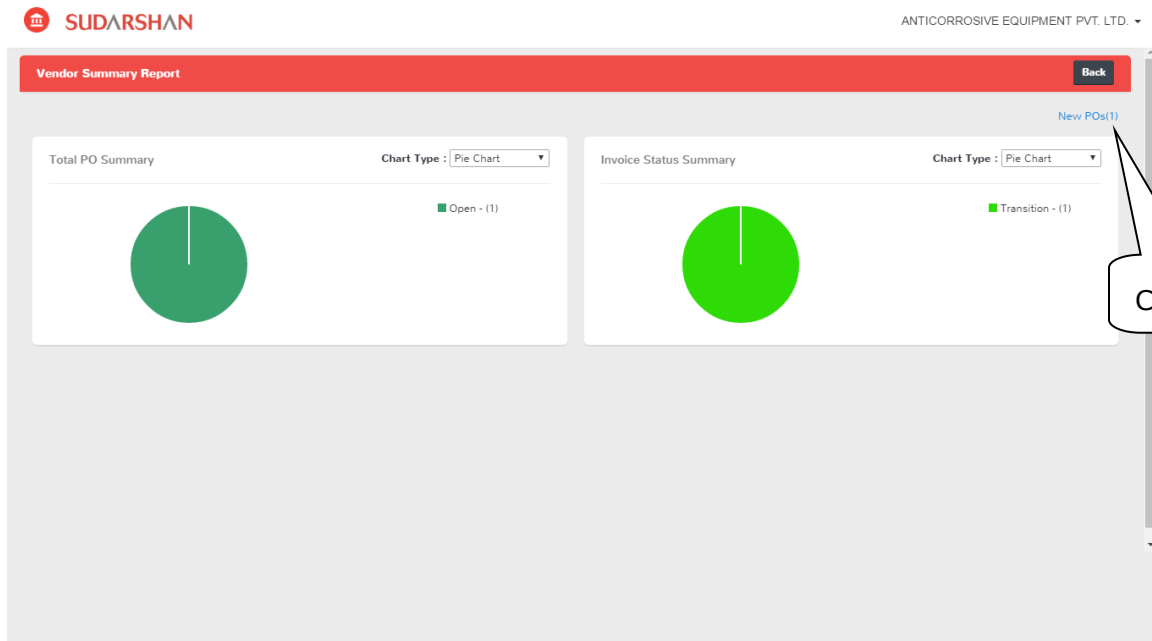 SUDARSHAN
ANTICORROSIVE EQUIPMENT PVT. LTD.
Vendor Summary Report
Back
New POs(1)
Total PO Summary
Chart Type : Pie Chart
Open - (1)
Invoice Status Summary
Chart Type : Pie Chart
Transition - (1)